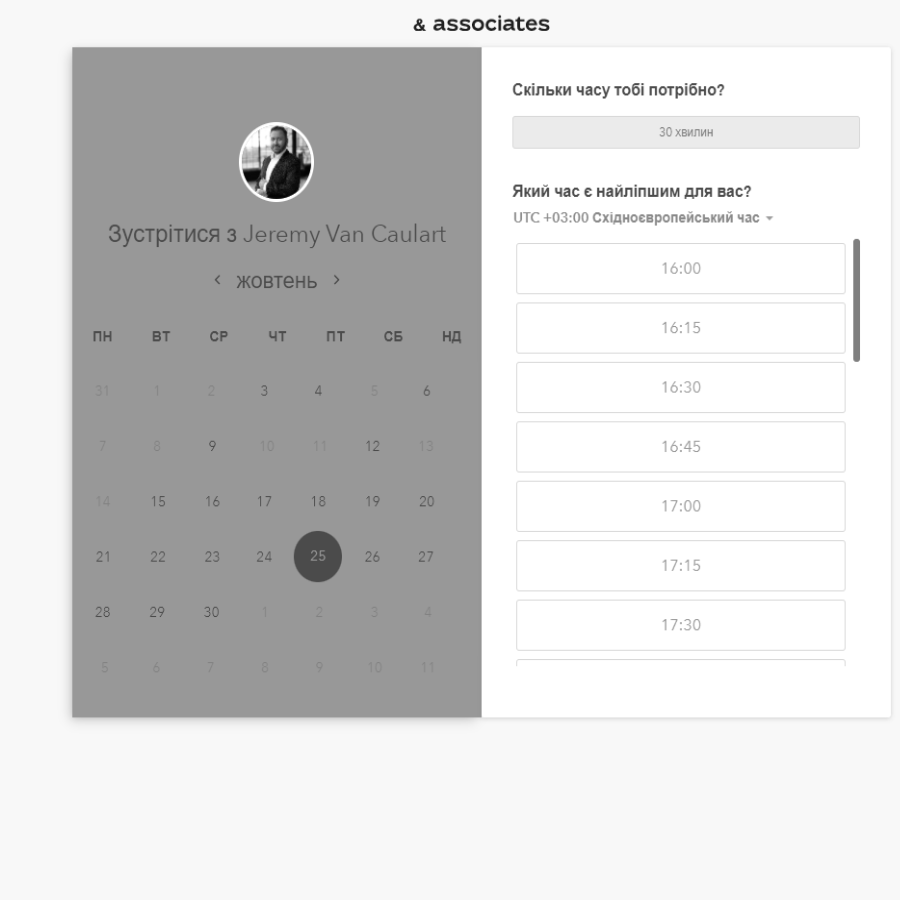 & associates
Зустрітися з Jeremy Van Caulart
‹ жовтень ›
ПН ВТ СР ЧТ ПТ СБ НД
31 1 2 3 4 5 6
7 8 9 10 11 12 13
14 15 16 17 18 19 20
21 22 23 24 25 26 27
28 29 30 1 2 3 4
5 6 7 8 9 10 11
Скільки часу тобі потрібно?
30 хвилин
Який час є найліпшим для вас?
UTC +03:00 Східноєвропейський час
16:00
16:15
16:30
16:45
17:00
17:15
17:30